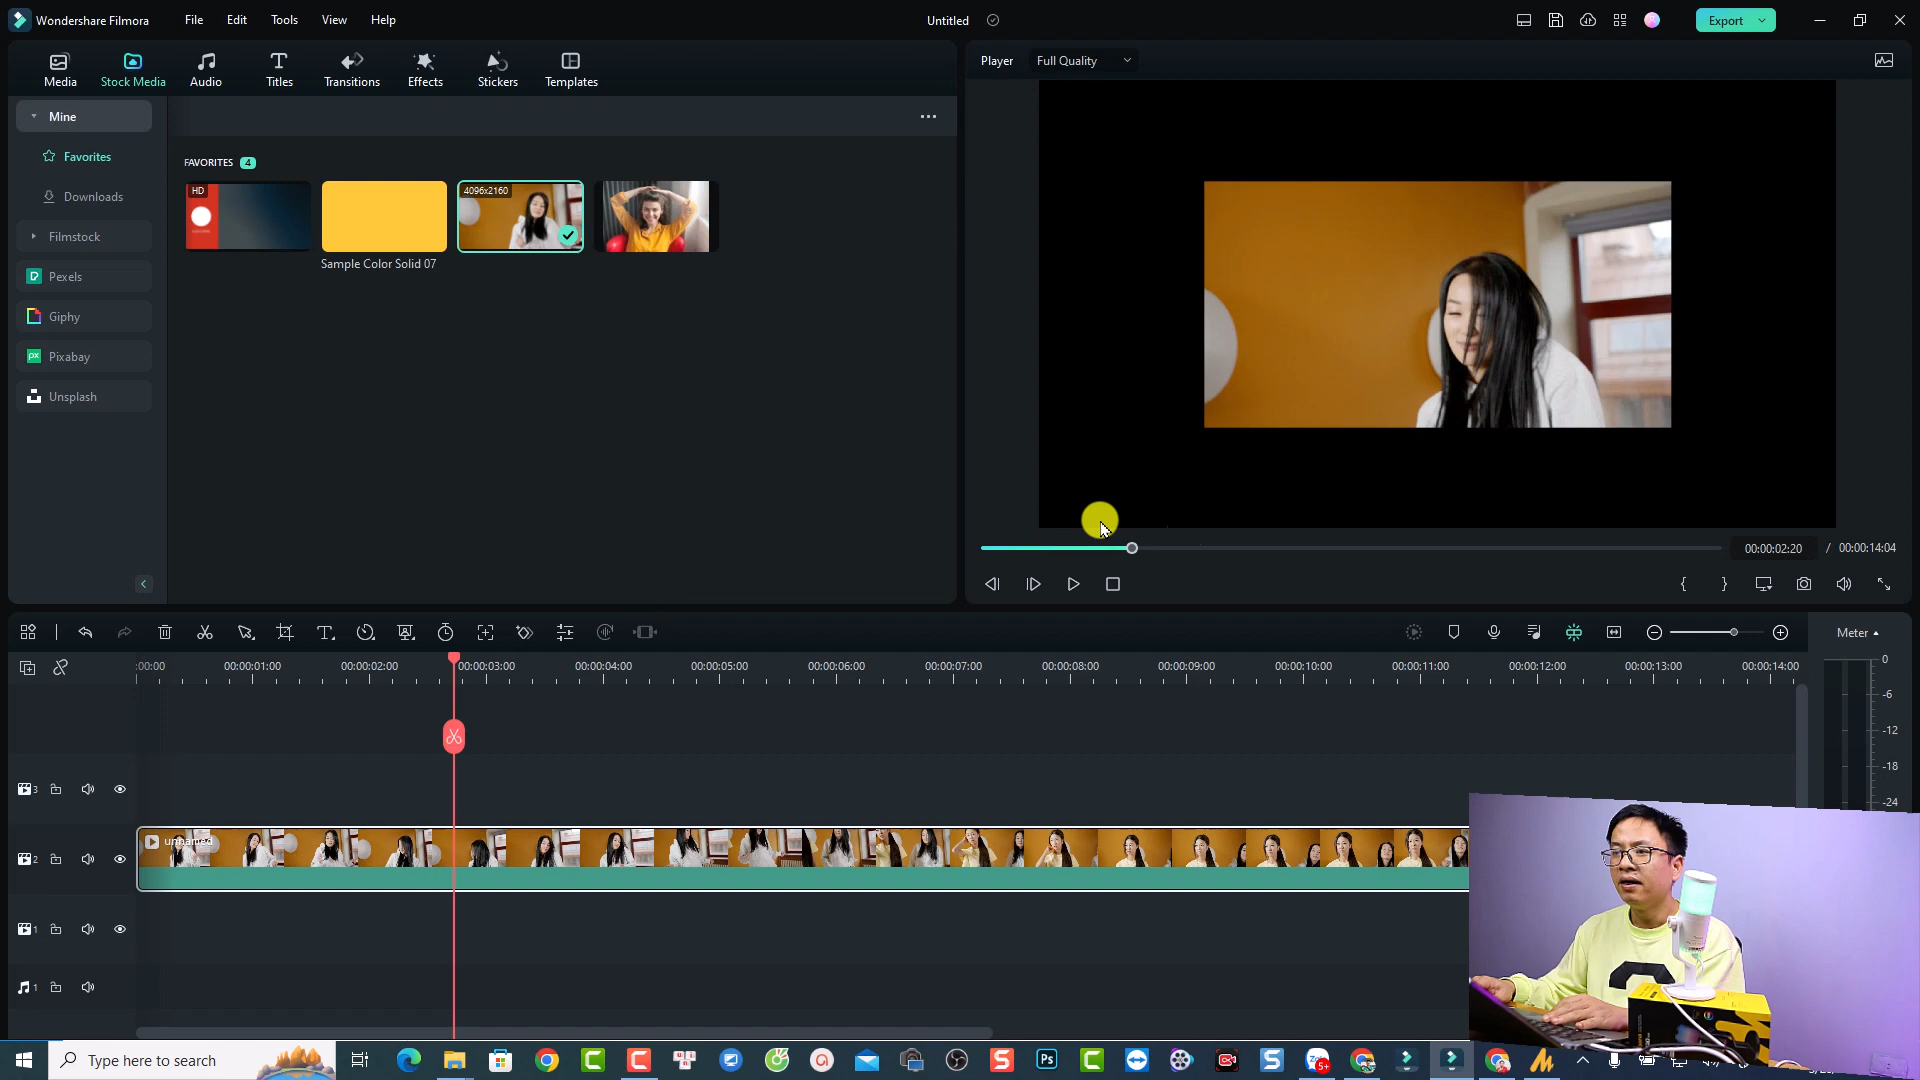 Wondershare Filmora
File
Edit
Tools
View
Help
Untitled
Export
Media
Stock Media
Audio
Titles
Transitions
Effects
Stickers
Templates
Player
Full Quality
Mine
Favorites
Downloads
Filmstock
Pexels
Giphy
Pixabay
Unsplash
FAVORITES 4
HD
4096x2160
Sample Color Solid 07
00:00:02:20 / 00:00:14:04
Meter
:00:00
00:00:01:00
00:00:02:00
00:00:03:00
00:00:04:00
00:00:05:00
00:00:06:00
00:00:07:00
00:00:08:00
00:00:09:00
00:00:10:00
00:00:11:00
00:00:12:00
00:00:13:00
00:00:14:00
0
-6
-12
-18
-24
3
2
unnamed
1
1
Type here to search
Ps
5+